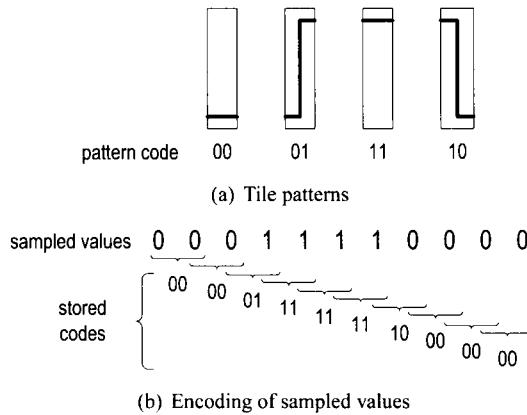 pattern code 00 01 11 10
(a) Tile patterns
sampled values 0 0 0 1 1 1 1 0 0 0 0
stored codes
00 00 01 11 11 11 10 00 00 00
(b) Encoding of sampled values